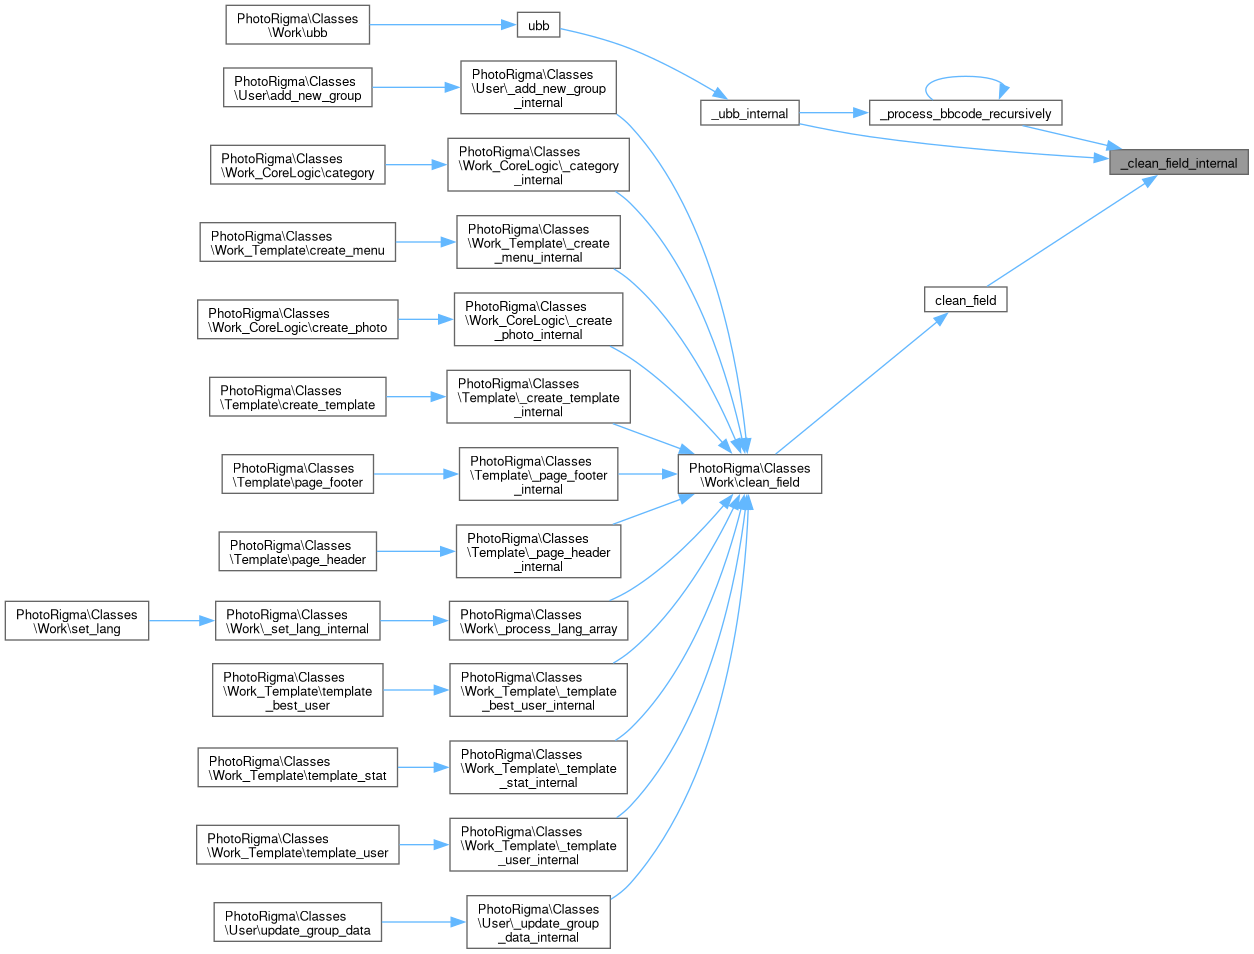 PhotoRigma\Classes
\Work\ubb
ubb
PhotoRigma\Classes
\User\add_new_group
PhotoRigma\Classes
\User\_add_new_group
_internal
_ubb_internal
_process_bbcode_recursively
_clean_field_internal
PhotoRigma\Classes
\Work_CoreLogic\category
PhotoRigma\Classes
\Work_CoreLogic\_category
_internal
PhotoRigma\Classes
\Work_Template\create_menu
PhotoRigma\Classes
\Work_Template\_create
_menu_internal
clean_field
PhotoRigma\Classes
\Work_CoreLogic\create_photo
PhotoRigma\Classes
\Work_CoreLogic\_create
_photo_internal
PhotoRigma\Classes
\Template\create_template
PhotoRigma\Classes
\Template\_create_template
_internal
PhotoRigma\Classes
\Template\page_footer
PhotoRigma\Classes
\Template\_page_footer
_internal
PhotoRigma\Classes
\Work\clean_field
PhotoRigma\Classes
\Template\page_header
PhotoRigma\Classes
\Template\_page_header
_internal
PhotoRigma\Classes
\Work\set_lang
PhotoRigma\Classes
\Work\_set_lang_internal
PhotoRigma\Classes
\Work\_process_lang_array
PhotoRigma\Classes
\Work_Template\template
_best_user
PhotoRigma\Classes
\Work_Template\_template
_best_user_internal
PhotoRigma\Classes
\Work_Template\template_stat
PhotoRigma\Classes
\Work_Template\_template
_stat_internal
PhotoRigma\Classes
\Work_Template\template_user
PhotoRigma\Classes
\Work_Template\_template
_user_internal
PhotoRigma\Classes
\User\update_group_data
PhotoRigma\Classes
\User\_update_group
_data_internal